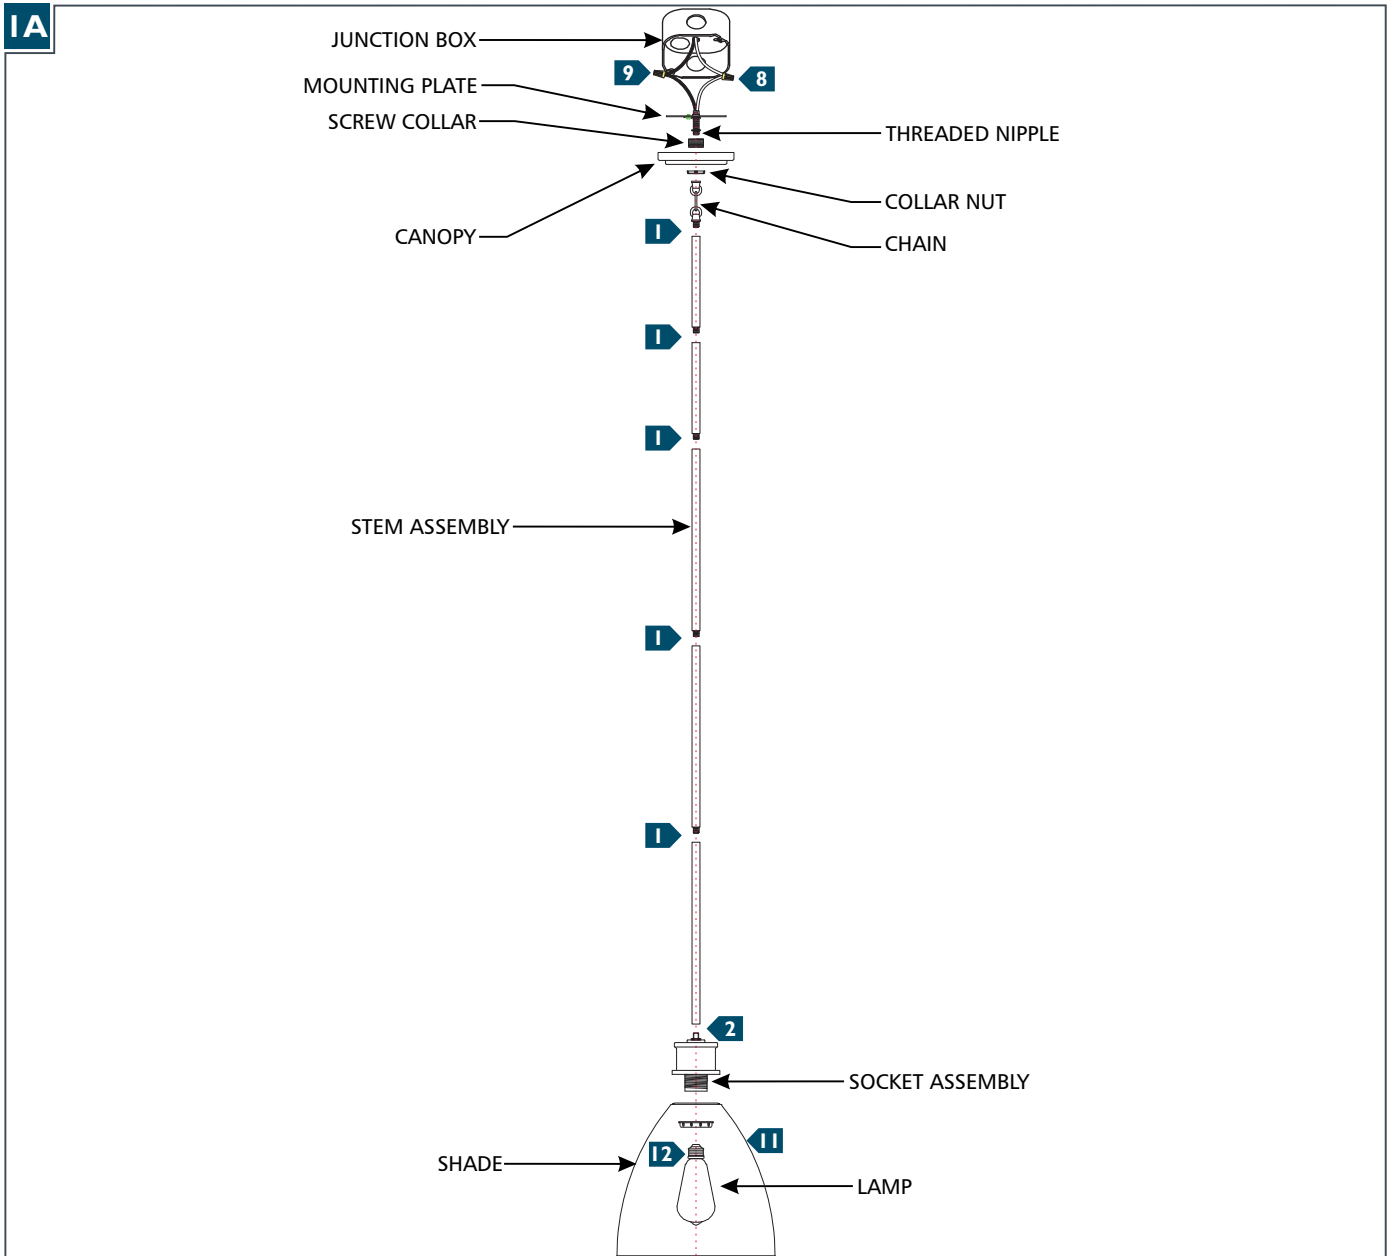 1A
JUNCTION BOX
9
8
MOUNTING PLATE
SCREW COLLAR
THREADED NIPPLE
COLLAR NUT
CANOPY
1
CHAIN
1
1
STEM ASSEMBLY
1
1
2
SOCKET ASSEMBLY
11
12
SHADE
LAMP